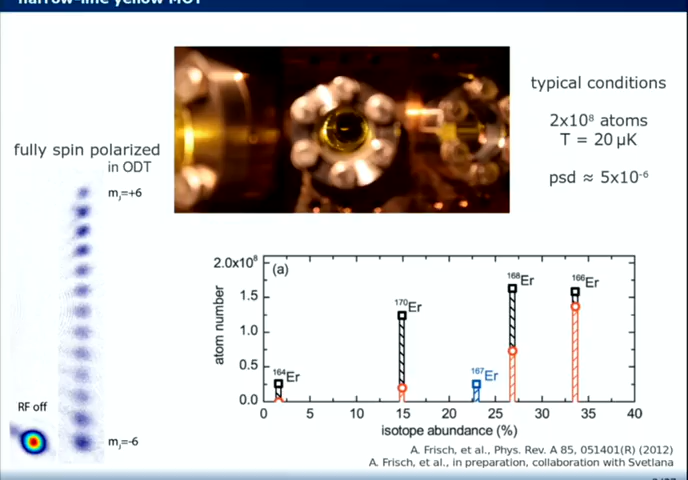 narrow-line yellow MOT
typical conditions
2x10⁸ atoms
T = 20 µK
psd ≈ 5x10⁻⁶
fully spin polarized
in ODT
mⱼ=+6
RF off
mⱼ=-6
(a)
2.0x10⁸
1.5
1.0
0.5
0.0
atom number
¹⁶⁴Er
¹⁷⁰Er
¹⁶⁷Er
¹⁶⁸Er
¹⁶⁶Er
0 5 10 15 20 25 30 35 40
isotope abundance (%)
A. Frisch, et al., Phys. Rev. A 85, 051401(R) (2012)
A. Frisch, et al., in preparation, collaboration with Svetlana